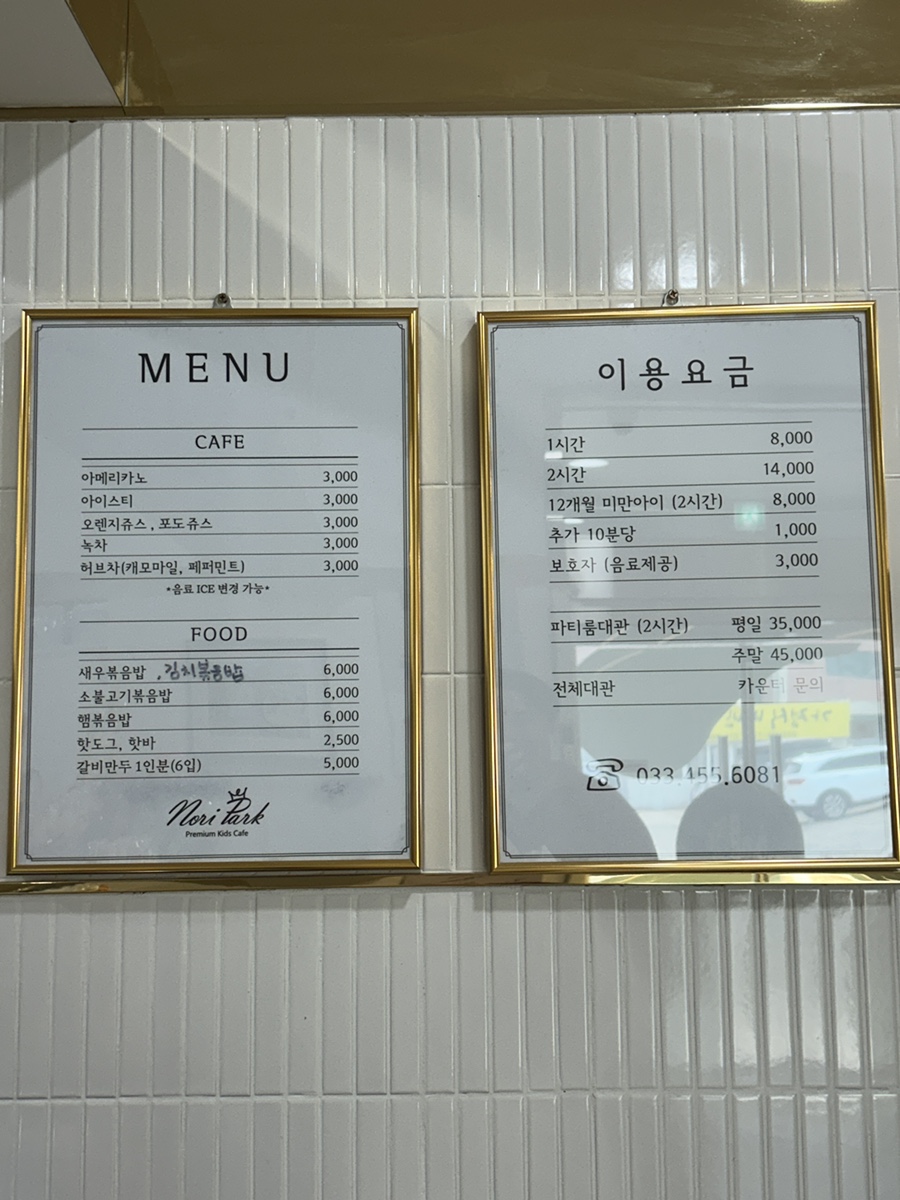 MENU
CAFE
아메리카노 3,000
아이스티 3,000
오렌지쥬스, 포도쥬스 3,000
녹차 3,000
허브차(캐모마일, 페퍼민트) 3,000
*음료 ICE 변경 가능*
FOOD
새우볶음밥 , 김치볶음밥 6,000
소불고기볶음밥 6,000
햄볶음밥 6,000
핫도그, 핫바 2,500
갈비만두 1인분(6입) 5,000
Nori Park
Premium Kids Cafe
이용요금
1시간 8,000
2시간 14,000
12개월 미만아이 (2시간) 8,000
추가 10분당 1,000
보호자 (음료제공) 3,000
파티룸대관 (2시간) 평일 35,000
주말 45,000
전체대관 카운터 문의
033.455.6081